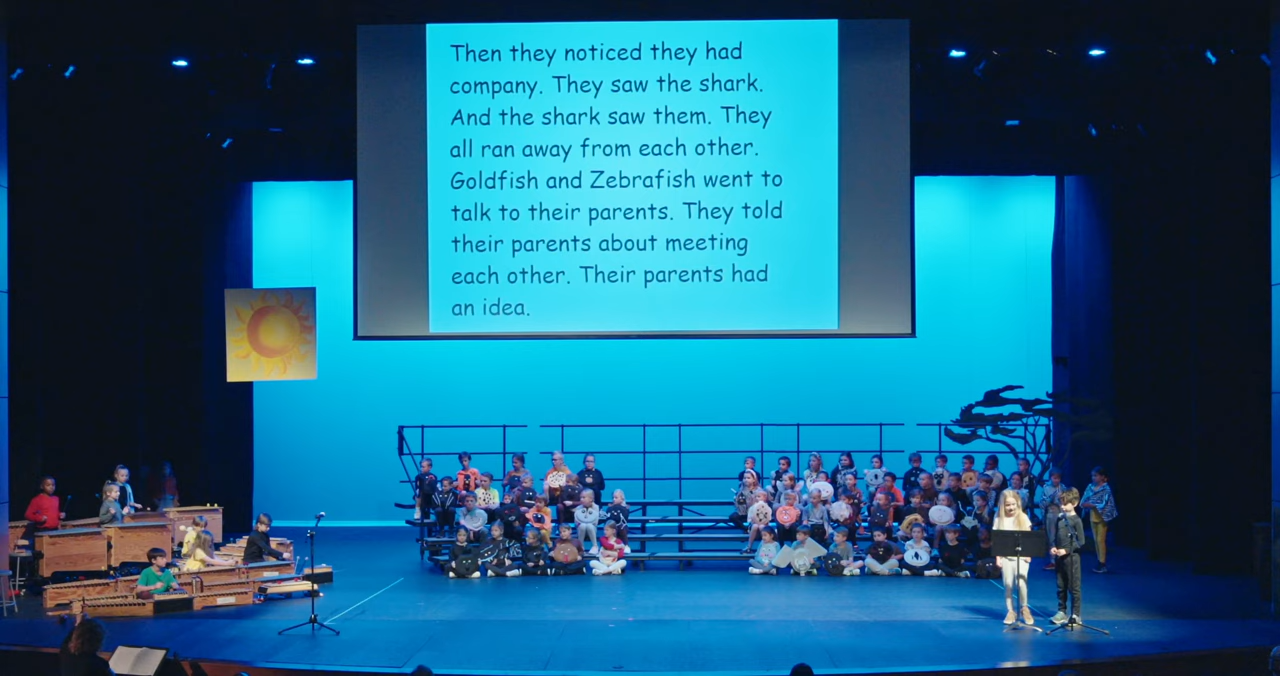 Then they noticed they had
company. They saw the shark.
And the shark saw them. They
all ran away from each other.
Goldfish and Zebrafish went to
talk to their parents. They told
their parents about meeting
each other. Their parents had
an idea.